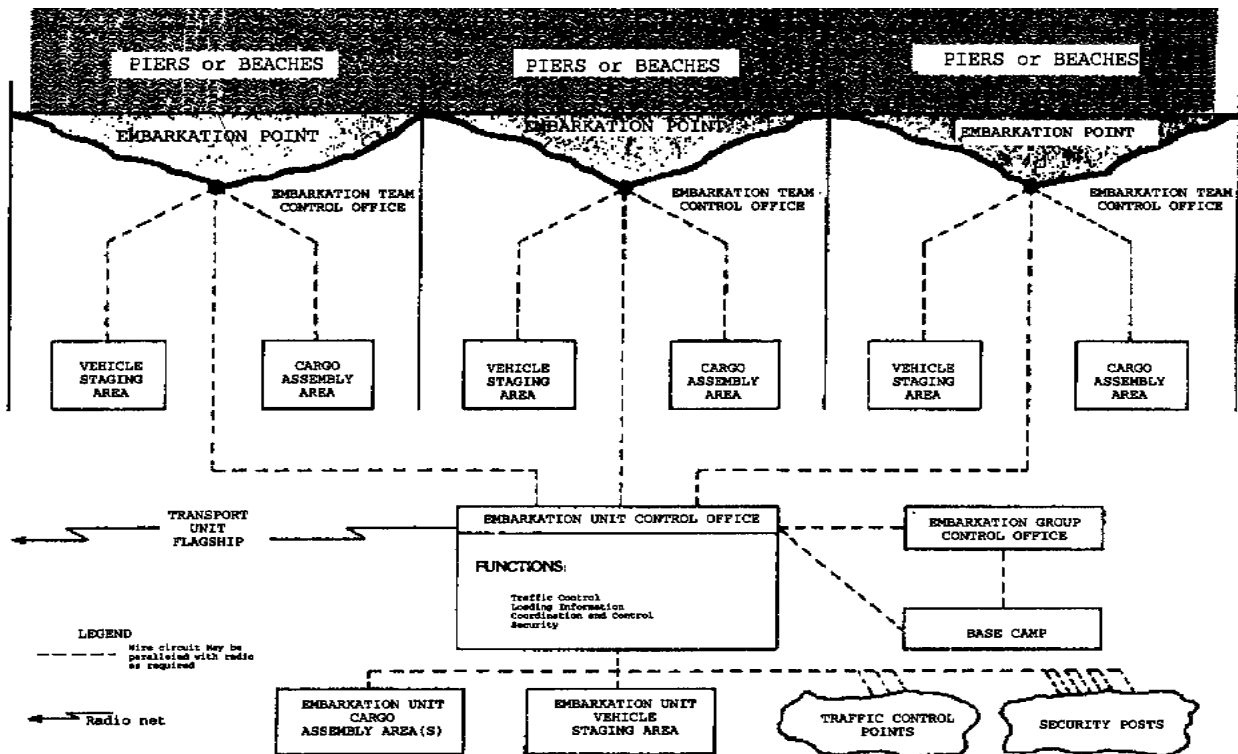 PIERS or BEACHES
PIERS or BEACHES
PIERS or BEACHES
EMBARKATION POINT
EMBARKATION POINT
EMBARKATION POINT
EMBARKATION TEAM
CONTROL OFFICE
EMBARKATION TEAM
CONTROL OFFICE
EMBARKATION TEAM
CONTROL OFFICE
VEHICLE
STAGING
AREA
CARGO
ASSEMBLY
AREA
VEHICLE
STAGING
AREA
CARGO
ASSEMBLY
AREA
VEHICLE
STAGING
AREA
CARGO
ASSEMBLY
AREA
TRANSPORT
UNIT
FLAGSHIP
EMBARKATION UNIT CONTROL OFFICE
FUNCTIONS:
Traffic Control
Loading Information
Coordination and Control
Security
EMBARKATION GROUP
CONTROL OFFICE
BASE CAMP
LEGEND
Wire circuit May be
paralleled with radio
as required
Radio net
EMBARKATION UNIT
CARGO
ASSEMBLY AREA(S)
EMBARKATION UNIT
VEHICLE
STAGING AREA
TRAFFIC CONTROL
POINTS
SECURITY POSTS